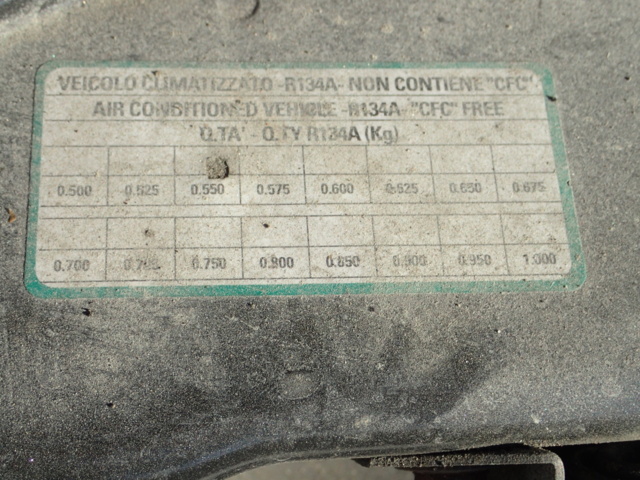 VEICOLO CLIMATIZZATO -R134A- NON CONTIENE "CFC"
AIR CONDITIONED VEHICLE -R134A- "CFC" FREE
Q.TA' - Q.TY R134A (Kg)
0.500 0.525 0.550 0.575 0.600 0.625 0.650 0.675
0.700 0.750 0.800 0.850 0.900 0.950 1.000